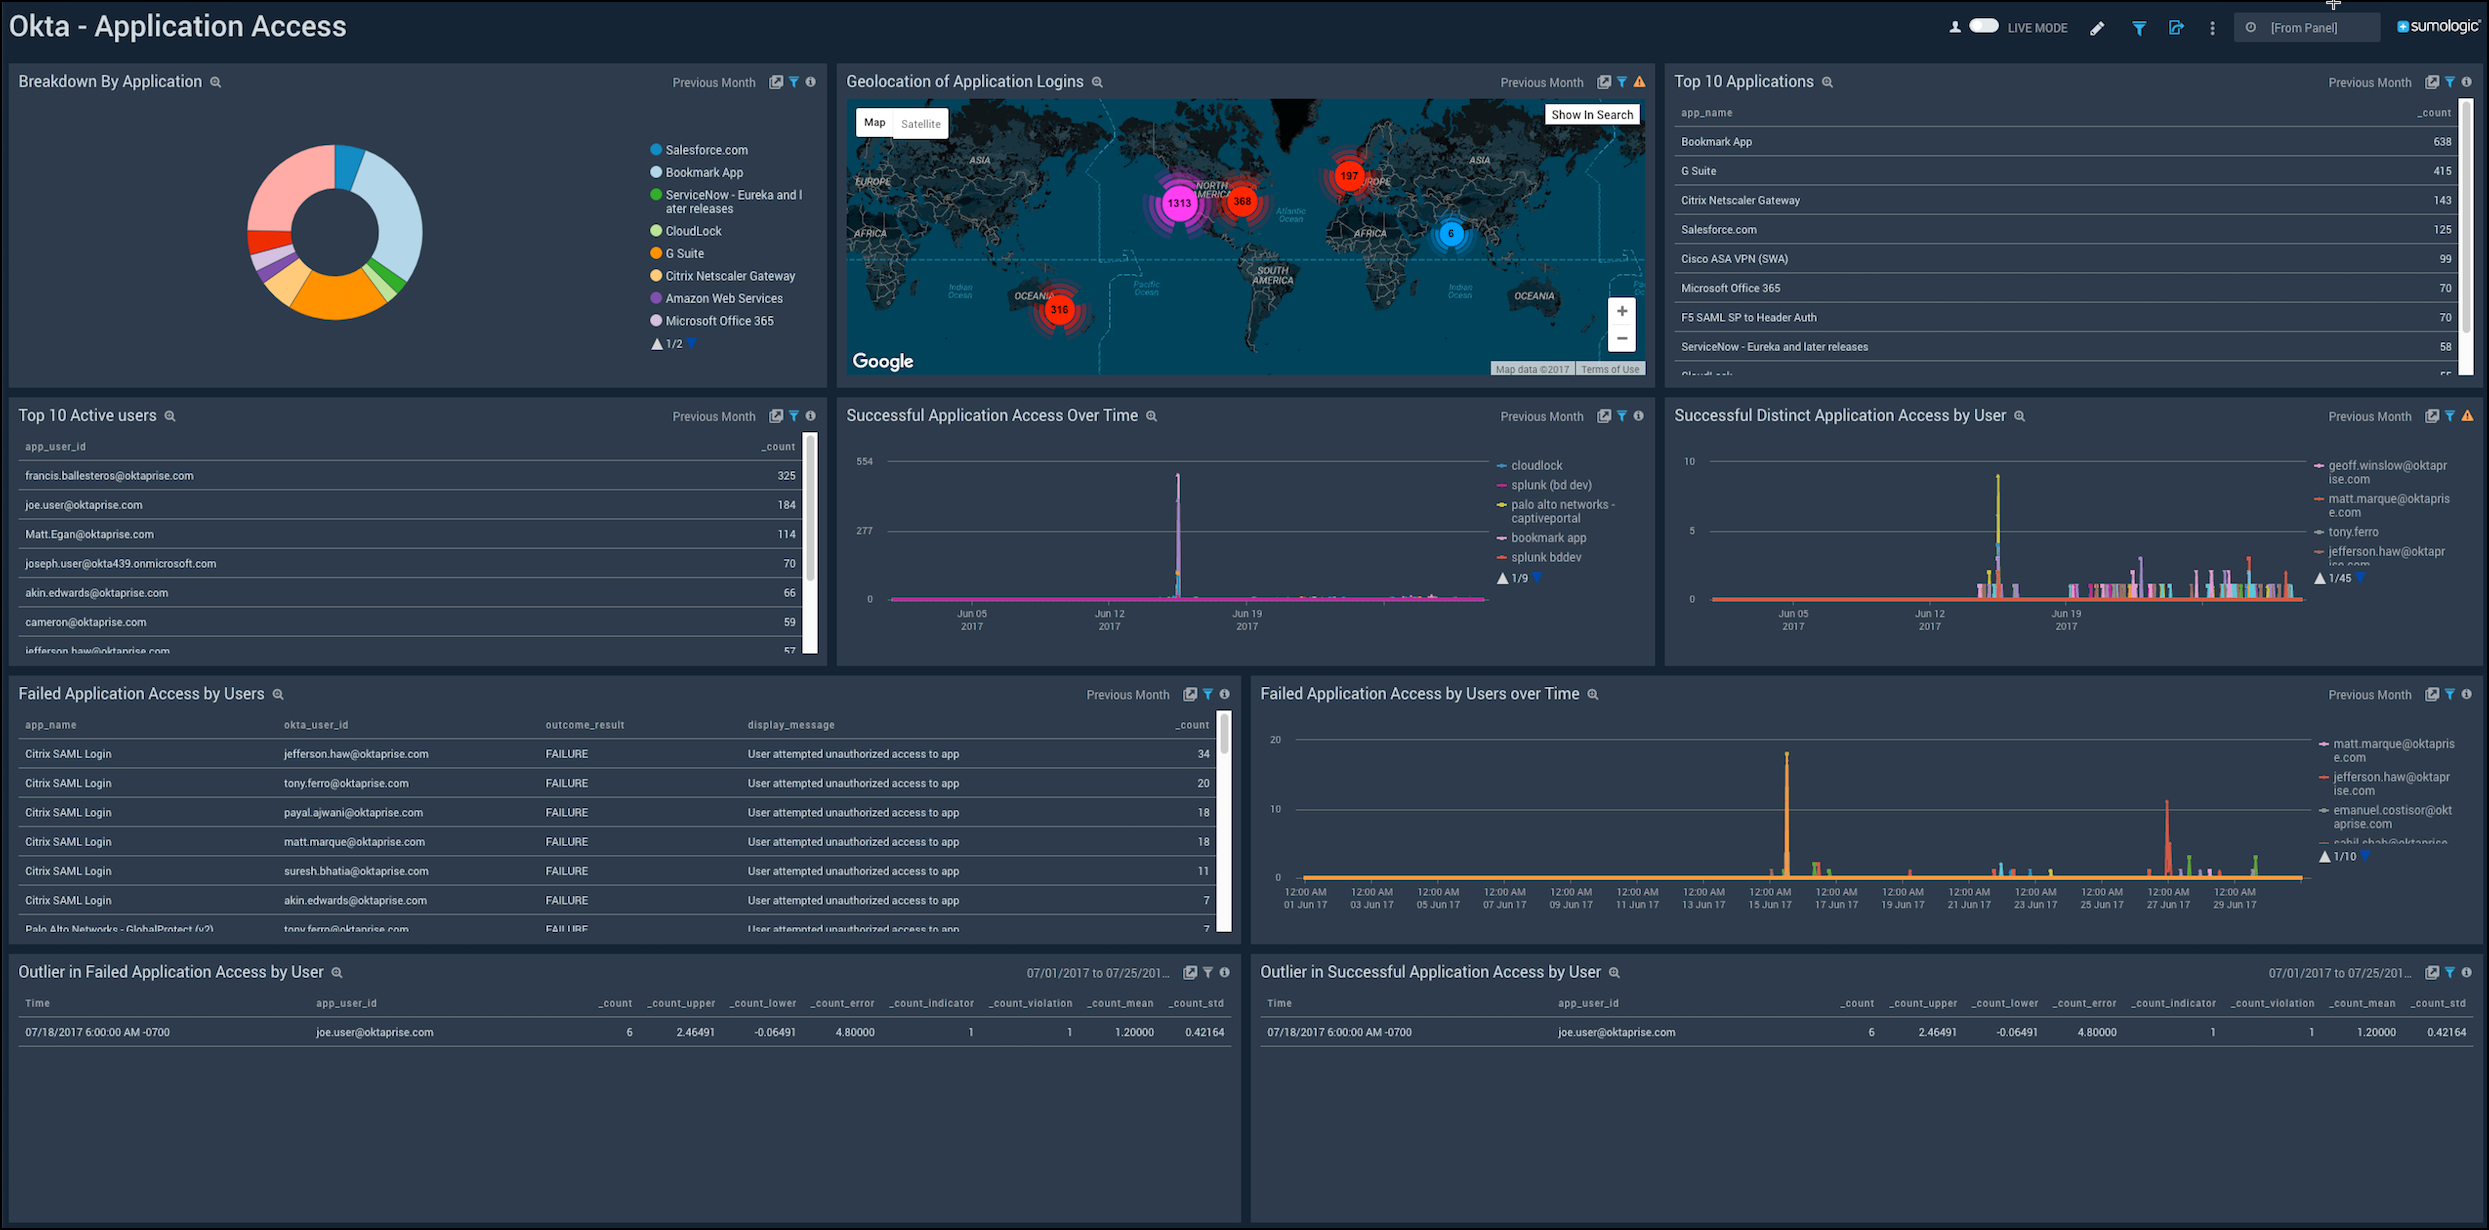 Okta - Application Access
LIVE MODE
[From Panel]
sumologic
Breakdown By Application
Previous Month
Salesforce.com
Bookmark App
ServiceNow - Eureka and l
ater releases
CloudLock
G Suite
Citrix Netscaler Gateway
Amazon Web Services
Microsoft Office 365
1/2
Geolocation of Application Logins
Previous Month
Map
Satellite
Show In Search
ASIA
EUROPE
AFRICA
Indian
Ocean
OCEANIA
316
Pacific
Ocean
1313
NORTH
AMERICA
368
Atlantic
Ocean
SOUTH
AMERICA
197
ASIA
AFRICA
6
Indian
Ocean
OCEANIA
+
−
Google
Map data ©2017
Terms of Use
Top 10 Applications
Previous Month
app_name _count
Bookmark App 638
G Suite 415
Citrix Netscaler Gateway 143
Salesforce.com 125
Cisco ASA VPN (SWA) 99
Microsoft Office 365 70
F5 SAML SP to Header Auth 70
ServiceNow - Eureka and later releases 58
CloudLock 55
Top 10 Active users
Previous Month
app_user_id _count
francis.ballesteros@oktaprise.com 325
joe.user@oktaprise.com 184
Matt.Egan@oktaprise.com 114
joseph.user@okta439.onmicrosoft.com 70
akin.edwards@oktaprise.com 66
cameron@oktaprise.com 59
jefferson.haw@oktaprise.com 57
Successful Application Access Over Time
Previous Month
554
277
0
Jun 05
2017
Jun 12
2017
Jun 19
2017
cloudlock
splunk (bd dev)
palo alto networks -
captiveportal
bookmark app
splunk bddev
1/9
Successful Distinct Application Access by User
Previous Month
10
5
0
Jun 05
2017
Jun 12
2017
Jun 19
2017
geoff.winslow@oktapr
ise.com
matt.marque@oktapris
e.com
tony.ferro
jefferson.haw@oktapr
ise.com
1/45
Failed Application Access by Users
Previous Month
app_name okta_user_id outcome_result display_message _count
Citrix SAML Login jefferson.haw@oktaprise.com FAILURE User attempted unauthorized access to app 34
Citrix SAML Login tony.ferro@oktaprise.com FAILURE User attempted unauthorized access to app 20
Citrix SAML Login payal.ajwani@oktaprise.com FAILURE User attempted unauthorized access to app 18
Citrix SAML Login matt.marque@oktaprise.com FAILURE User attempted unauthorized access to app 18
Citrix SAML Login suresh.bhatia@oktaprise.com FAILURE User attempted unauthorized access to app 11
Citrix SAML Login akin.edwards@oktaprise.com FAILURE User attempted unauthorized access to app 7
Palo Alto Networks - GlobalProtect (v2) tony.ferro@oktaprise.com FAILURE User attempted unauthorized access to app 7
Failed Application Access by Users over Time
Previous Month
20
10
0
12:00 AM 12:00 AM 12:00 AM 12:00 AM 12:00 AM 12:00 AM 12:00 AM 12:00 AM 12:00 AM 12:00 AM 12:00 AM 12:00 AM 12:00 AM 12:00 AM 12:00 AM
01 Jun 17 03 Jun 17 05 Jun 17 07 Jun 17 09 Jun 17 11 Jun 17 13 Jun 17 15 Jun 17 17 Jun 17 19 Jun 17 21 Jun 17 23 Jun 17 25 Jun 17 27 Jun 17 29 Jun 17
matt.marque@oktapris
e.com
jefferson.haw@oktapr
ise.com
emanuel.costisor@okt
aprise.com
sahil.shah@oktaprise
1/10
Outlier in Failed Application Access by User
07/01/2017 to 07/25/201...
Time app_user_id _count _count_upper _count_lower _count_error _count_indicator _count_violation _count_mean _count_std
07/18/2017 6:00:00 AM -0700 joe.user@oktaprise.com 6 2.46491 -0.06491 4.80000 1 1 1.20000 0.42164
Outlier in Successful Application Access by User
07/01/2017 to 07/25/201...
Time app_user_id _count _count_upper _count_lower _count_error _count_indicator _count_violation _count_mean _count_std
07/18/2017 6:00:00 AM -0700 joe.user@oktaprise.com 6 2.46491 -0.06491 4.80000 1 1 1.20000 0.42164